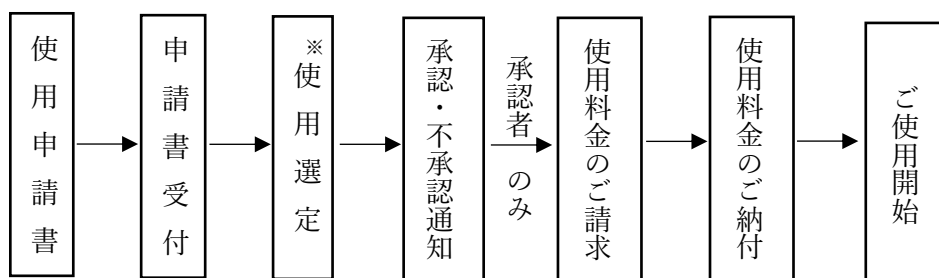 使用申請書
申請書受付
※使用選定
承認・不承認通知
承認者のみ
使用料金のご請求
使用料金のご納付
ご使用開始